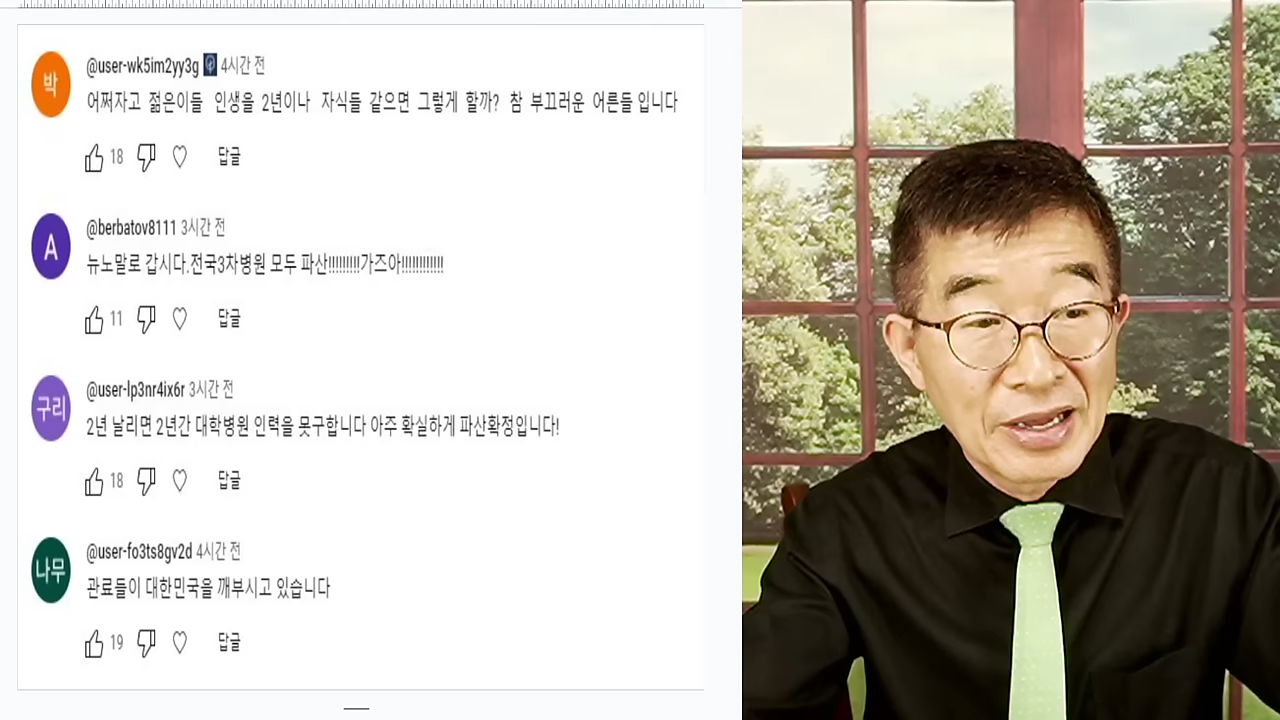 박
@user-wk5im2yy3g 4시간 전
어쩌자고 젊은이들 인생을 2년이나 자식들 같으면 그렇게 할까? 참 부끄러운 어른들 입니다
18 답글
A
@berbatov8111 3시간 전
뉴노말로 갑시다.전국3차병원 모두 파산!!!!!!!!!가즈아!!!!!!!!!!!!
11 답글
구리
@user-lp3nr4ix6r 3시간 전
2년 날리면 2년간 대학병원 인력을 못구합니다 아주 확실하게 파산확정입니다!
18 답글
나무
@user-fo3ts8gv2d 4시간 전
관료들이 대한민국을 깨부시고 있습니다
19 답글